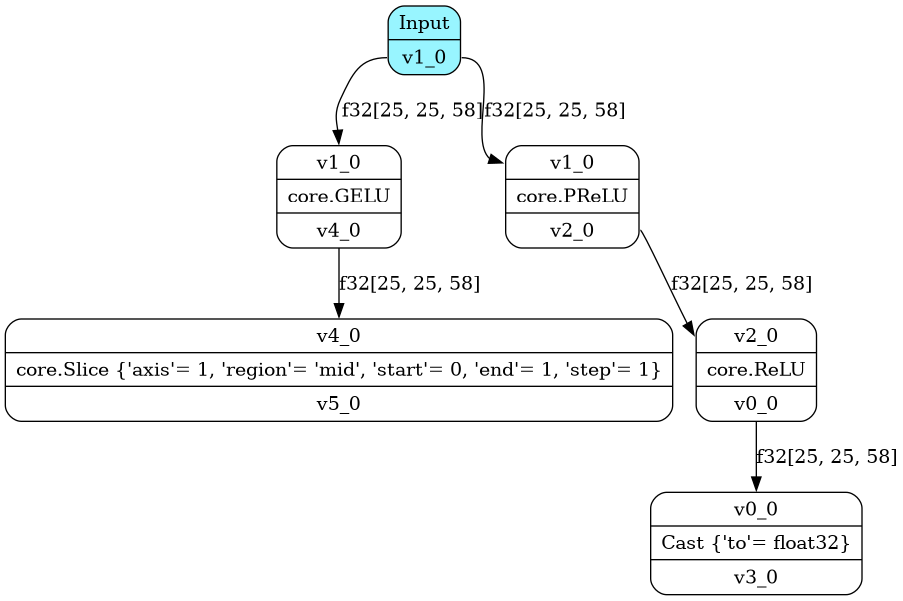 Input
v1_0
f32[25, 25, 58]
f32[25, 25, 58]
v1_0
core.GELU
v4_0
v1_0
core.PReLU
v2_0
f32[25, 25, 58]
f32[25, 25, 58]
v4_0
core.Slice {'axis'= 1, 'region'= 'mid', 'start'= 0, 'end'= 1, 'step'= 1}
v5_0
v2_0
core.ReLU
v0_0
f32[25, 25, 58]
v0_0
Cast {'to'= float32}
v3_0